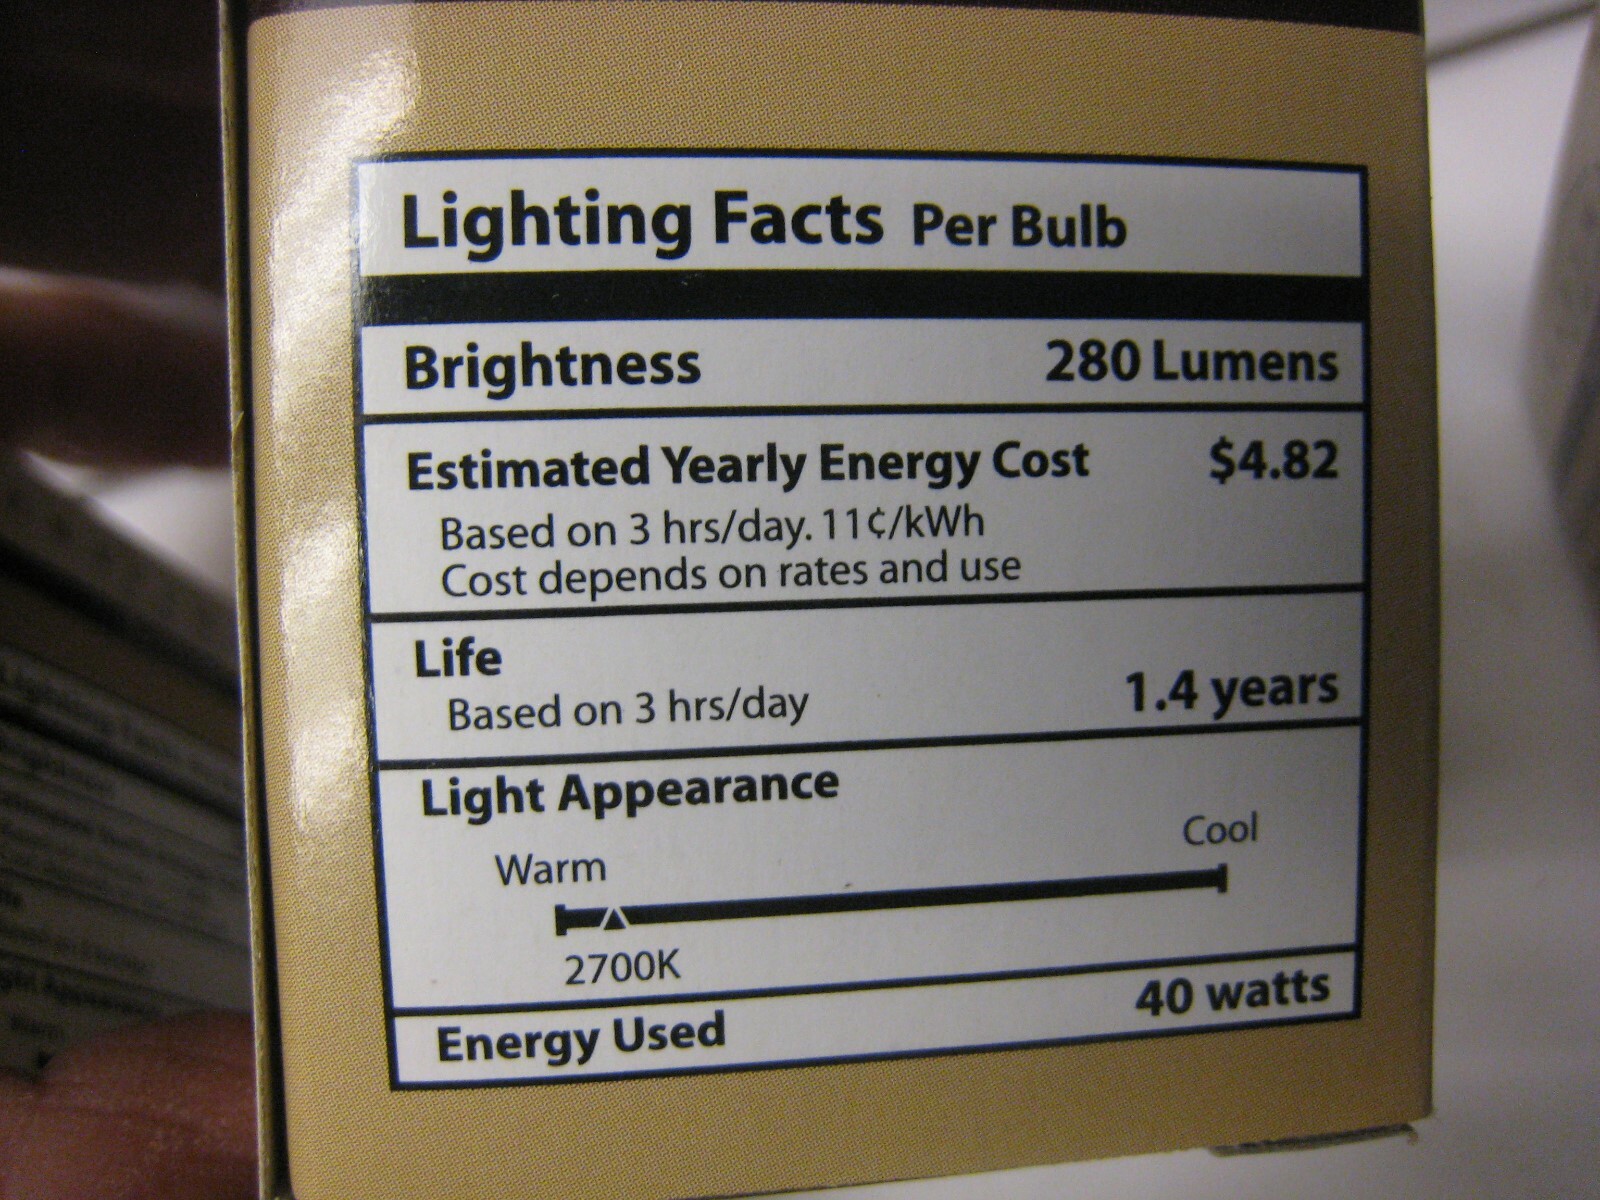 Lighting Facts Per Bulb
Brightness 280 Lumens
Estimated Yearly Energy Cost $4.82
Based on 3 hrs/day. 11¢/kWh
Cost depends on rates and use
Life
Based on 3 hrs/day 1.4 years
Light Appearance
Warm Cool
2700K
Energy Used 40 watts